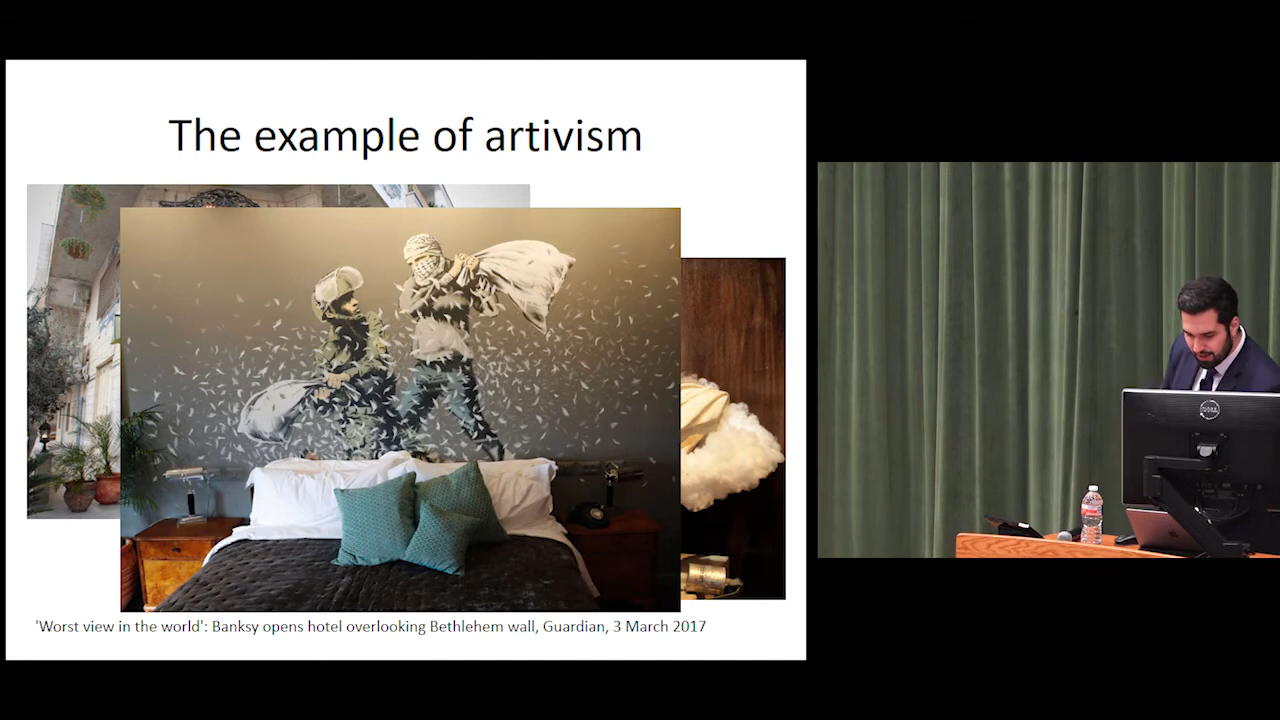 The example of artivism
'Worst view in the world': Banksy opens hotel overlooking Bethlehem wall, Guardian, 3 March 2017